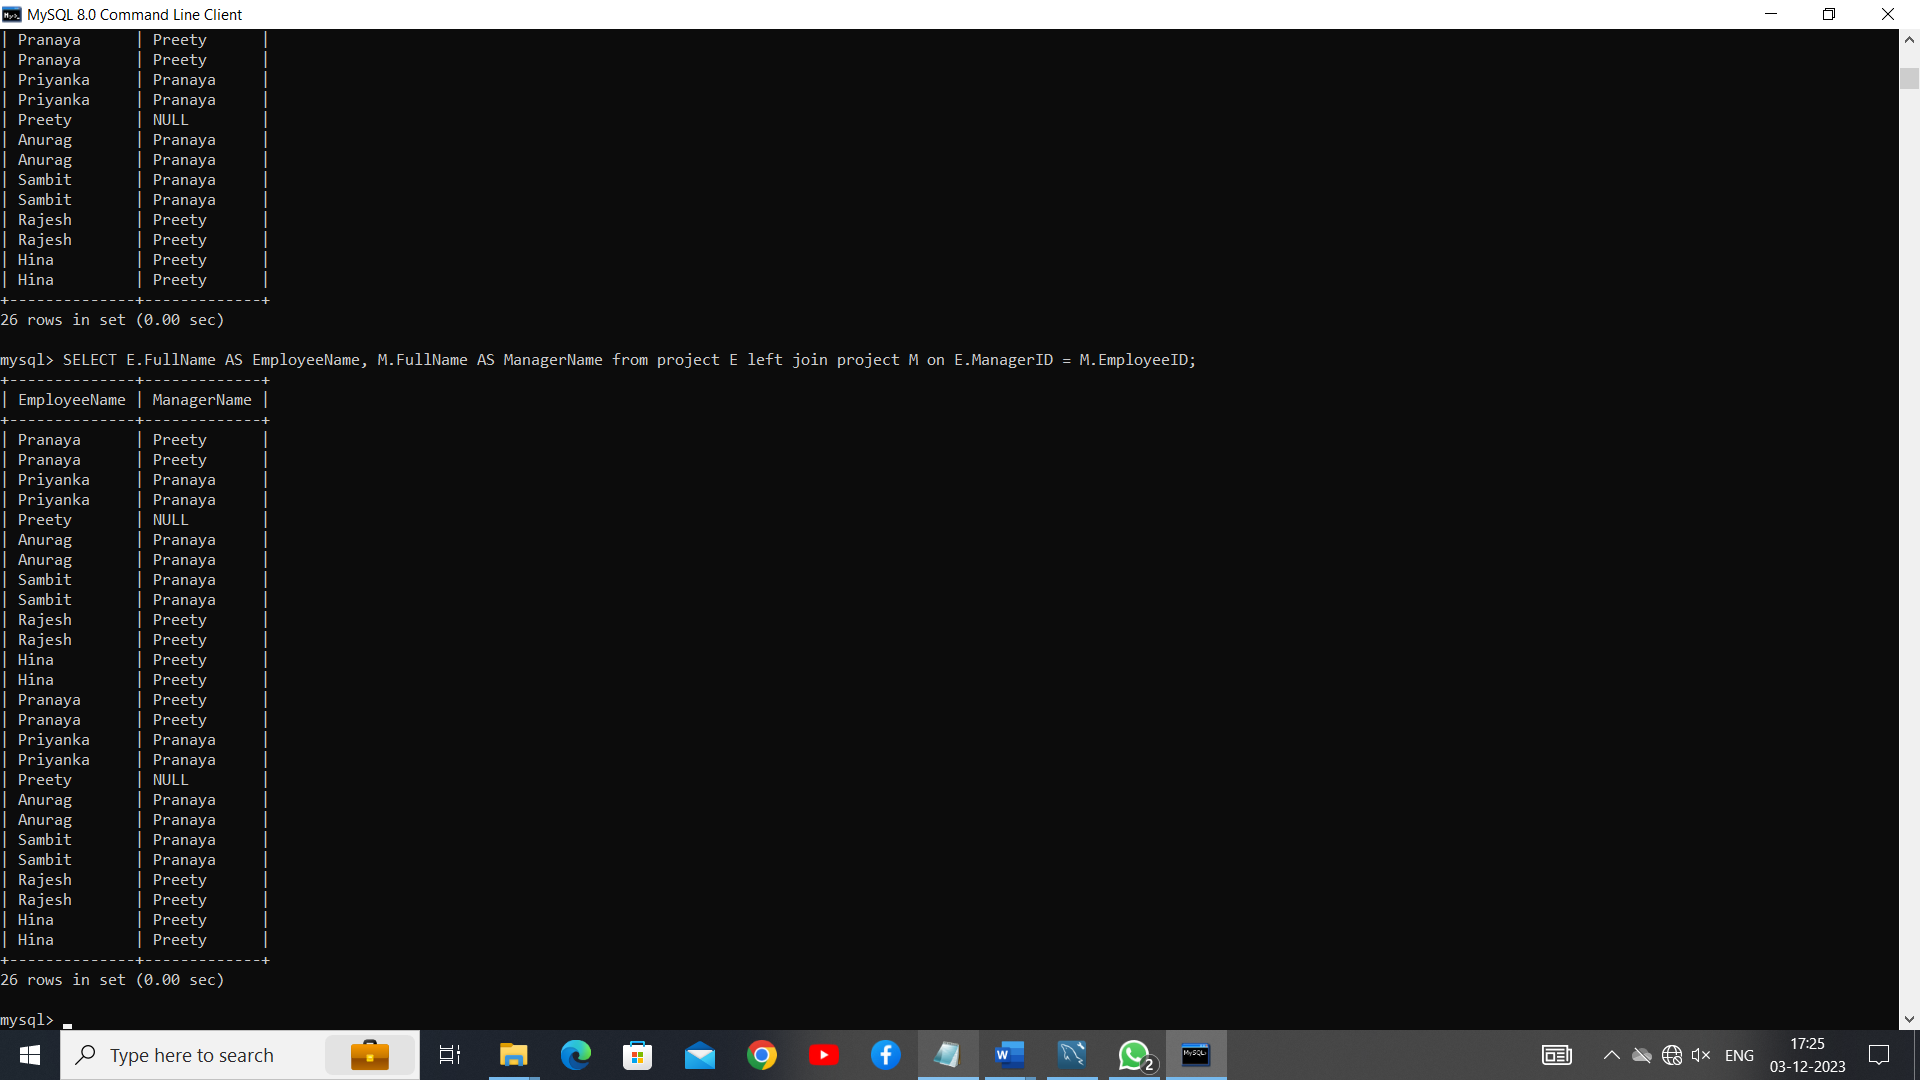 MySQL 8.0 Command Line Client
| Pranaya      | Preety      |
| Pranaya      | Preety      |
| Priyanka     | Pranaya     |
| Priyanka     | Pranaya     |
| Preety       | NULL        |
| Anurag       | Pranaya     |
| Anurag       | Pranaya     |
| Sambit       | Pranaya     |
| Sambit       | Pranaya     |
| Rajesh       | Preety      |
| Rajesh       | Preety      |
| Hina         | Preety      |
| Hina         | Preety      |
+--------------+-------------+
26 rows in set (0.00 sec)
mysql> SELECT E.FullName AS EmployeeName, M.FullName AS ManagerName from project E left join project M on E.ManagerID = M.EmployeeID;
+--------------+-------------+
| EmployeeName | ManagerName |
+--------------+-------------+
| Pranaya      | Preety      |
| Pranaya      | Preety      |
| Priyanka     | Pranaya     |
| Priyanka     | Pranaya     |
| Preety       | NULL        |
| Anurag       | Pranaya     |
| Anurag       | Pranaya     |
| Sambit       | Pranaya     |
| Sambit       | Pranaya     |
| Rajesh       | Preety      |
| Rajesh       | Preety      |
| Hina         | Preety      |
| Hina         | Preety      |
| Pranaya      | Preety      |
| Pranaya      | Preety      |
| Priyanka     | Pranaya     |
| Priyanka     | Pranaya     |
| Preety       | NULL        |
| Anurag       | Pranaya     |
| Anurag       | Pranaya     |
| Sambit       | Pranaya     |
| Sambit       | Pranaya     |
| Rajesh       | Preety      |
| Rajesh       | Preety      |
| Hina         | Preety      |
| Hina         | Preety      |
+--------------+-------------+
26 rows in set (0.00 sec)
mysql> _
Type here to search
W
2
MySQL
ENG
17:25
03-12-2023